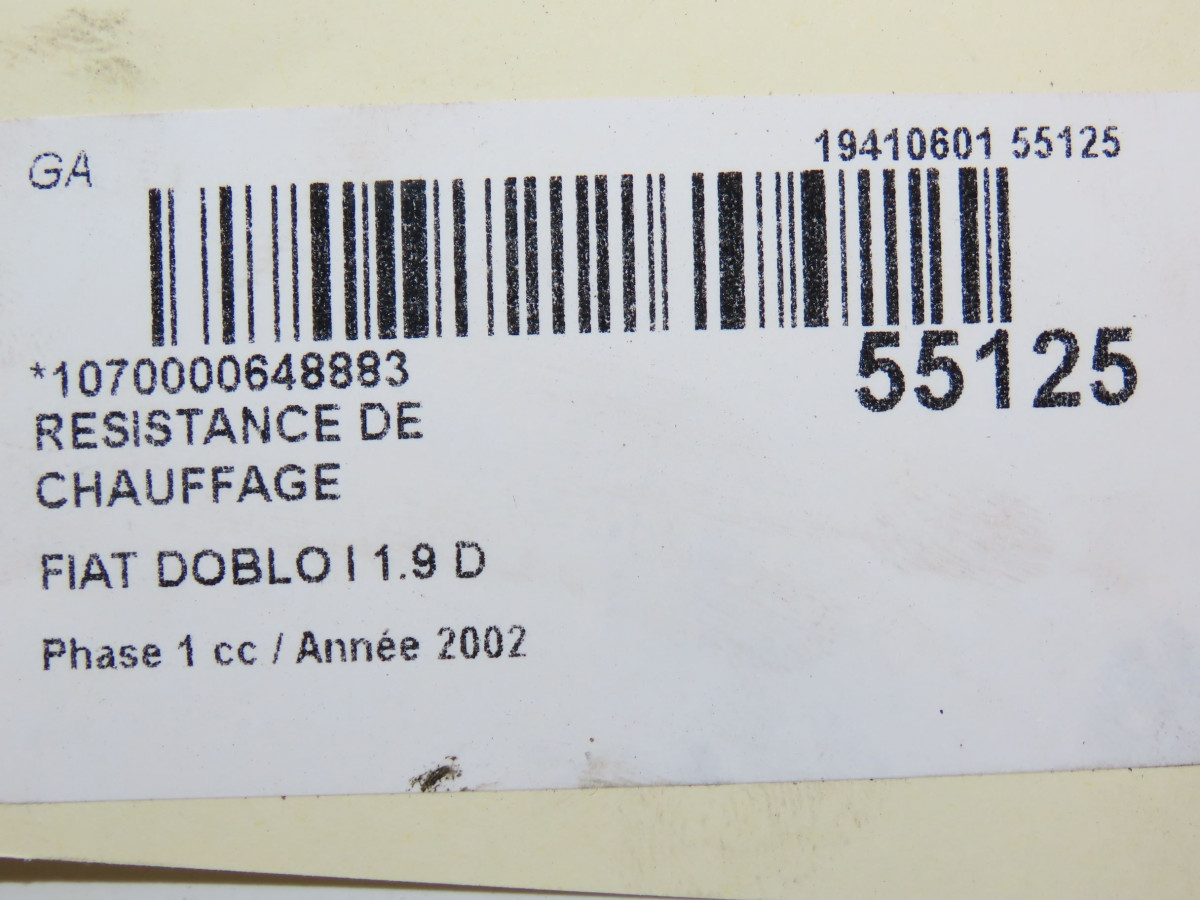 GA
19410601 55125
*1070000648883
55125
RESISTANCE DE
CHAUFFAGE
FIAT DOBLO I 1.9 D
Phase 1 cc / Année 2002